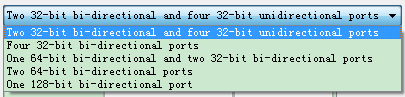 Two 32-bit bi-directional and four 32-bit unidirectional ports
Two 32-bit bi-directional and four 32-bit unidirectional ports
Four 32-bit bi-directional ports
One 64-bit bi-directional and two 32-bit bi-directional ports
Two 64-bit bi-directional ports
One 128-bit bi-directional port